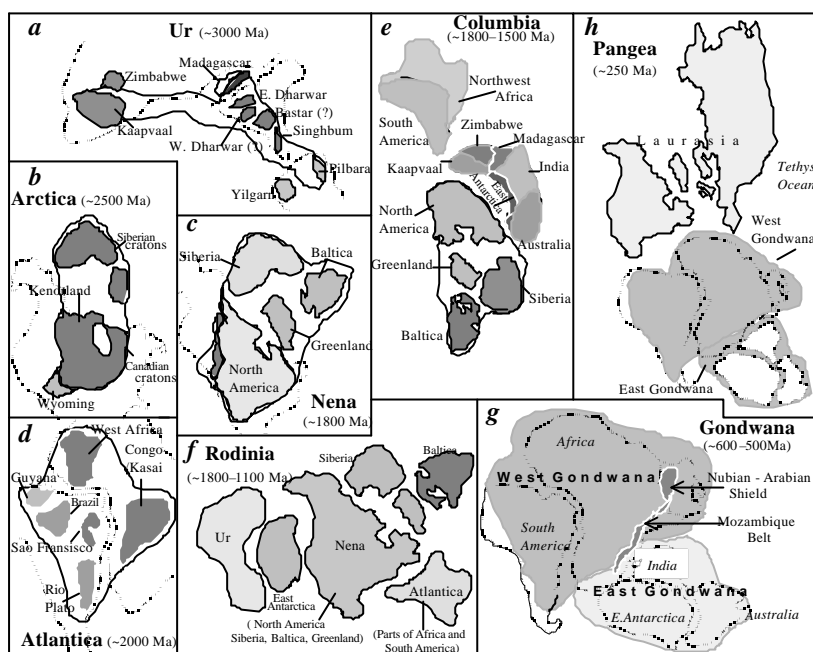 a
Ur (~3000 Ma)
Madagascar
Zimbabwe
E. Dharwar
Bastar (?)
Kaapvaal
Singhbum
W. Dharwar (?)
Pilbara
Yilgarn
b
Arctica (~2500 Ma)
Siberian
cratons
Kendiland
Canadian
cratons
Wyoming
c
Siberia
Baltica
Greenland
North
America
Nena
(~1800 Ma)
d
West Africa
Congo
/Kasai
Guyana
Brazil
Sao Fransisco
Rio
Plato
Atlantica (~2000 Ma)
e
Columbia
(~1800-1500 Ma)
Northwest
Africa
South
America
Zimbabwe
Madagascar
Kaapvaal
India
East
Antarctica
North
America
Australia
Greenland
Siberia
Baltica
f
Rodinia
(~1800-1100 Ma)
Siberia
Baltica
Ur
Nena
East
Antarctica
Atlantica
( North America
Siberia, Baltica, Greenland)
(Parts of Africa and
South America)
g
Gondwana
(~600-500Ma)
Africa
West Gondwana
Nubian - Arabian
Shield
South
America
Mozambique
Belt
India
East Gondwana
E.Antarctica
Australia
h
Pangea
(~250 Ma)
Laurasia
Tethys
Ocean
West
Gondwana
East Gondwana